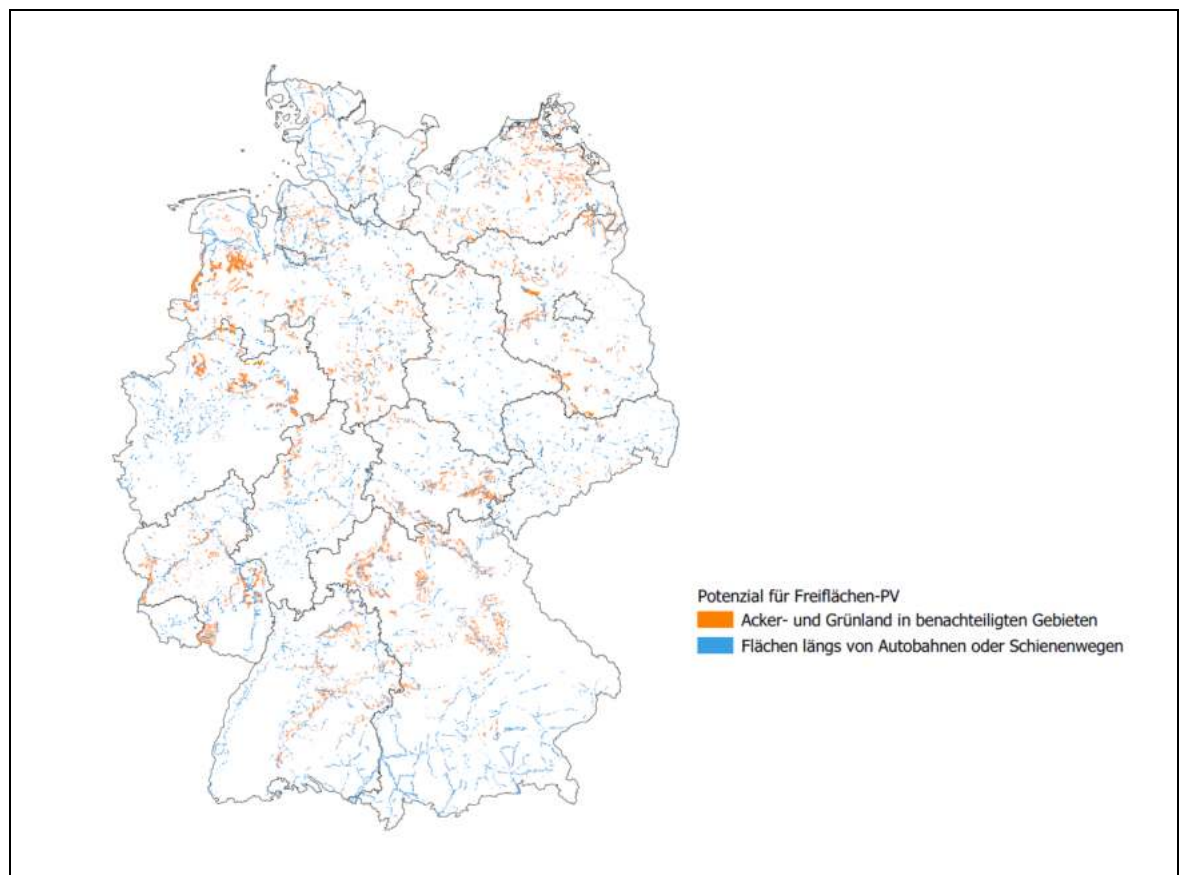 Potenzial für Freiflächen-PV
Acker- und Grünland in benachteiligten Gebieten
Flächen längs von Autobahnen oder Schienenwegen